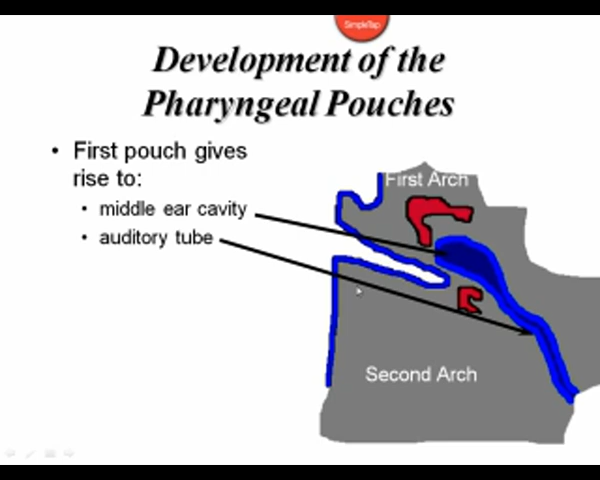 SimpleTap
Development of the
Pharyngeal Pouches
• First pouch gives
rise to:
• middle ear cavity
• auditory tube
First Arch
Second Arch